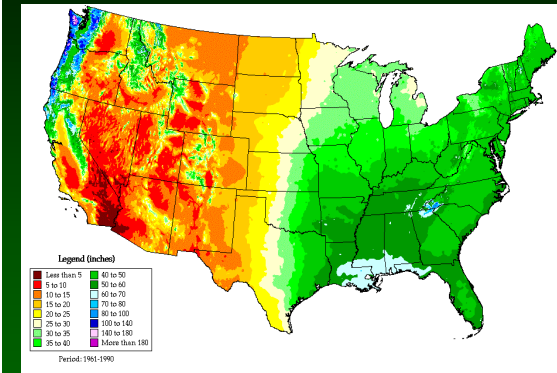 Legend (inches)
Less than 5
5 to 10
10 to 15
15 to 20
20 to 25
25 to 30
30 to 35
35 to 40
40 to 50
50 to 60
60 to 70
70 to 80
80 to 100
100 to 140
140 to 180
More than 180
Period: 1961-1990